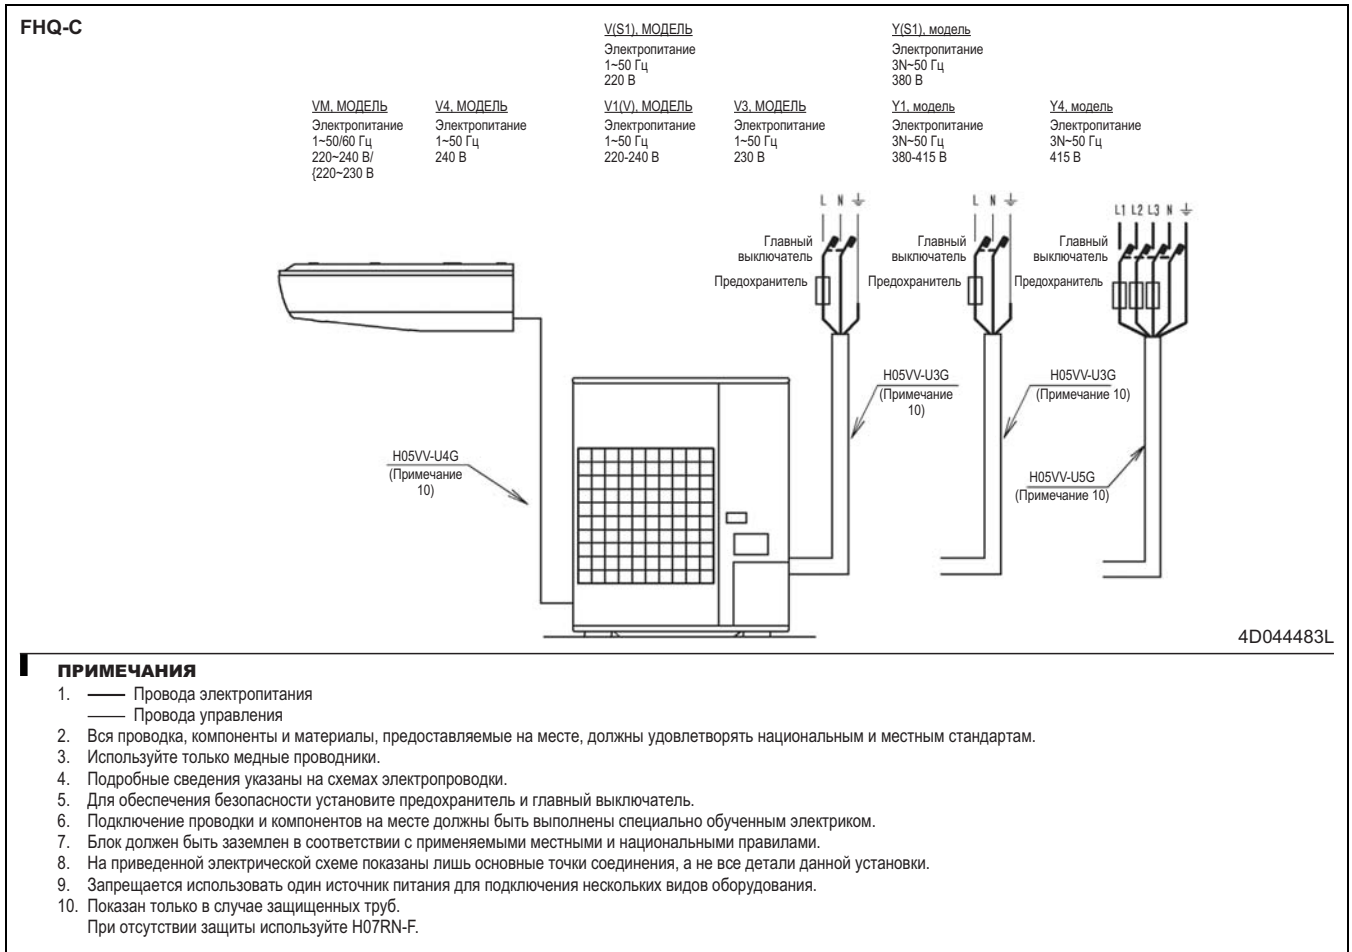 FHQ-C
V(S1), МОДЕЛЬ
Электропитание
1~50 Гц
220 В
Y(S1), модель
Электропитание
3N~50 Гц
380 В
VM, МОДЕЛЬ
Электропитание
1~50/60 Гц
220~240 В/
{220~230 В
V4, МОДЕЛЬ
Электропитание
1~50 Гц
240 В
V1(V), МОДЕЛЬ
Электропитание
1~50 Гц
220-240 В
V3, МОДЕЛЬ
Электропитание
1~50 Гц
230 В
Y1, модель
Электропитание
3N~50 Гц
380-415 В
Y4, модель
Электропитание
3N~50 Гц
415 В
L N
L N
L1 L2 L3 N
Главный
выключатель
Предохранитель
Главный
выключатель
Предохранитель
Главный
выключатель
Предохранитель
H05VV-U3G
(Примечание
10)
H05VV-U3G
(Примечание 10)
H05VV-U4G
(Примечание
10)
H05VV-U5G
(Примечание 10)
4D044483L
ПРИМЕЧАНИЯ
1. Провода электропитания
Провода управления
2. Вся проводка, компоненты и материалы, предоставляемые на месте, должны удовлетворять национальным и местным стандартам.
3. Используйте только медные проводники.
4. Подробные сведения указаны на схемах электропроводки.
5. Для обеспечения безопасности установите предохранитель и главный выключатель.
6. Подключение проводки и компонентов на месте должны быть выполнены специально обученным электриком.
7. Блок должен быть заземлен в соответствии с применяемыми местными и национальными правилами.
8. На приведенной электрической схеме показаны лишь основные точки соединения, а не все детали данной установки.
9. Запрещается использовать один источник питания для подключения нескольких видов оборудования.
10. Показан только в случае защищенных труб.
При отсутствии защиты используйте H07RN-F.